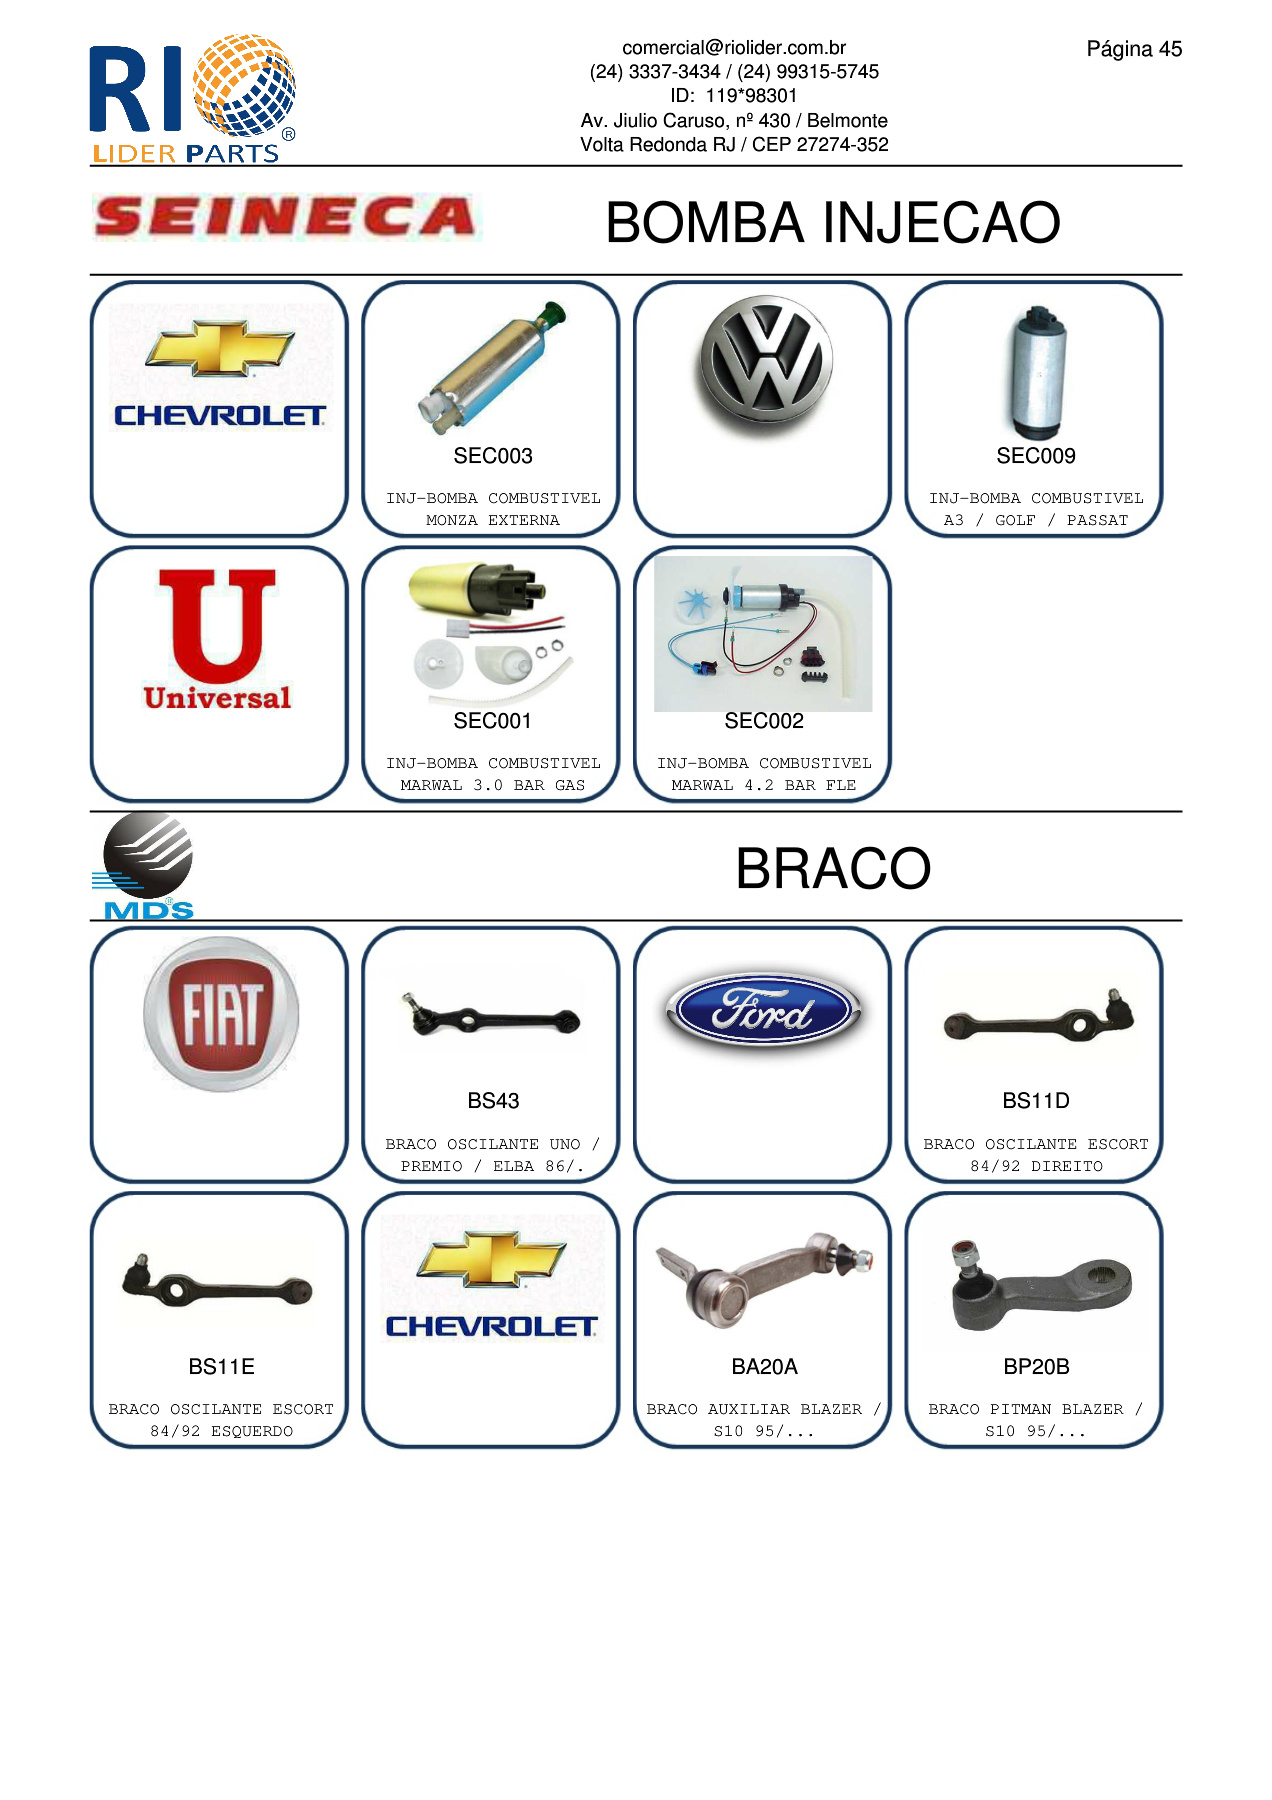 RIO
LIDER PARTS
®
comercial@riolider.com.br
(24) 3337-3434 / (24) 99315-5745
ID: 119*98301
Av. Jiulio Caruso, nº 430 / Belmonte
Volta Redonda RJ / CEP 27274-352
Página 45
SEINECA
BOMBA INJECAO
CHEVROLET
SEC003
INJ-BOMBA COMBUSTIVEL
MONZA EXTERNA
SEC009
INJ-BOMBA COMBUSTIVEL
A3 / GOLF / PASSAT
U
Universal
SEC001
INJ-BOMBA COMBUSTIVEL
MARWAL 3.0 BAR GAS
SEC002
INJ-BOMBA COMBUSTIVEL
MARWAL 4.2 BAR FLE
MDS®
BRACO
FIAT
BS43
BRACO OSCILANTE UNO /
PREMIO / ELBA 86/.
Ford
BS11D
BRACO OSCILANTE ESCORT
84/92 DIREITO
BS11E
BRACO OSCILANTE ESCORT
84/92 ESQUERDO
CHEVROLET
BA20A
BRACO AUXILIAR BLAZER /
S10 95/...
BP20B
BRACO PITMAN BLAZER /
S10 95/...